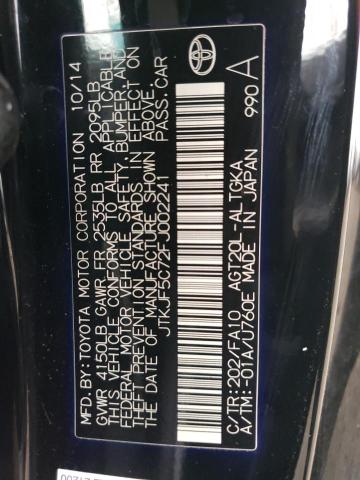 MFD. BY: TOYOTA MOTOR CORPORATION 10/14
GVWR 4150LB GAWR FR 2535LB RR 2095LB
THIS VEHICLE CONFORMS TO ALL APPLICABLE
FEDERAL MOTOR VEHICLE SAFETY, BUMPER, AND
THEFT PREVENTION STANDARDS IN EFFECT ON
THE DATE OF MANUFACTURE SHOWN ABOVE.
JTKJF5C72FJ002241 PASS. CAR
C/TR: 202/FA10 AGT20L-ALTGKA
A/TM: -01A/U760E MADE IN JAPAN
990 A